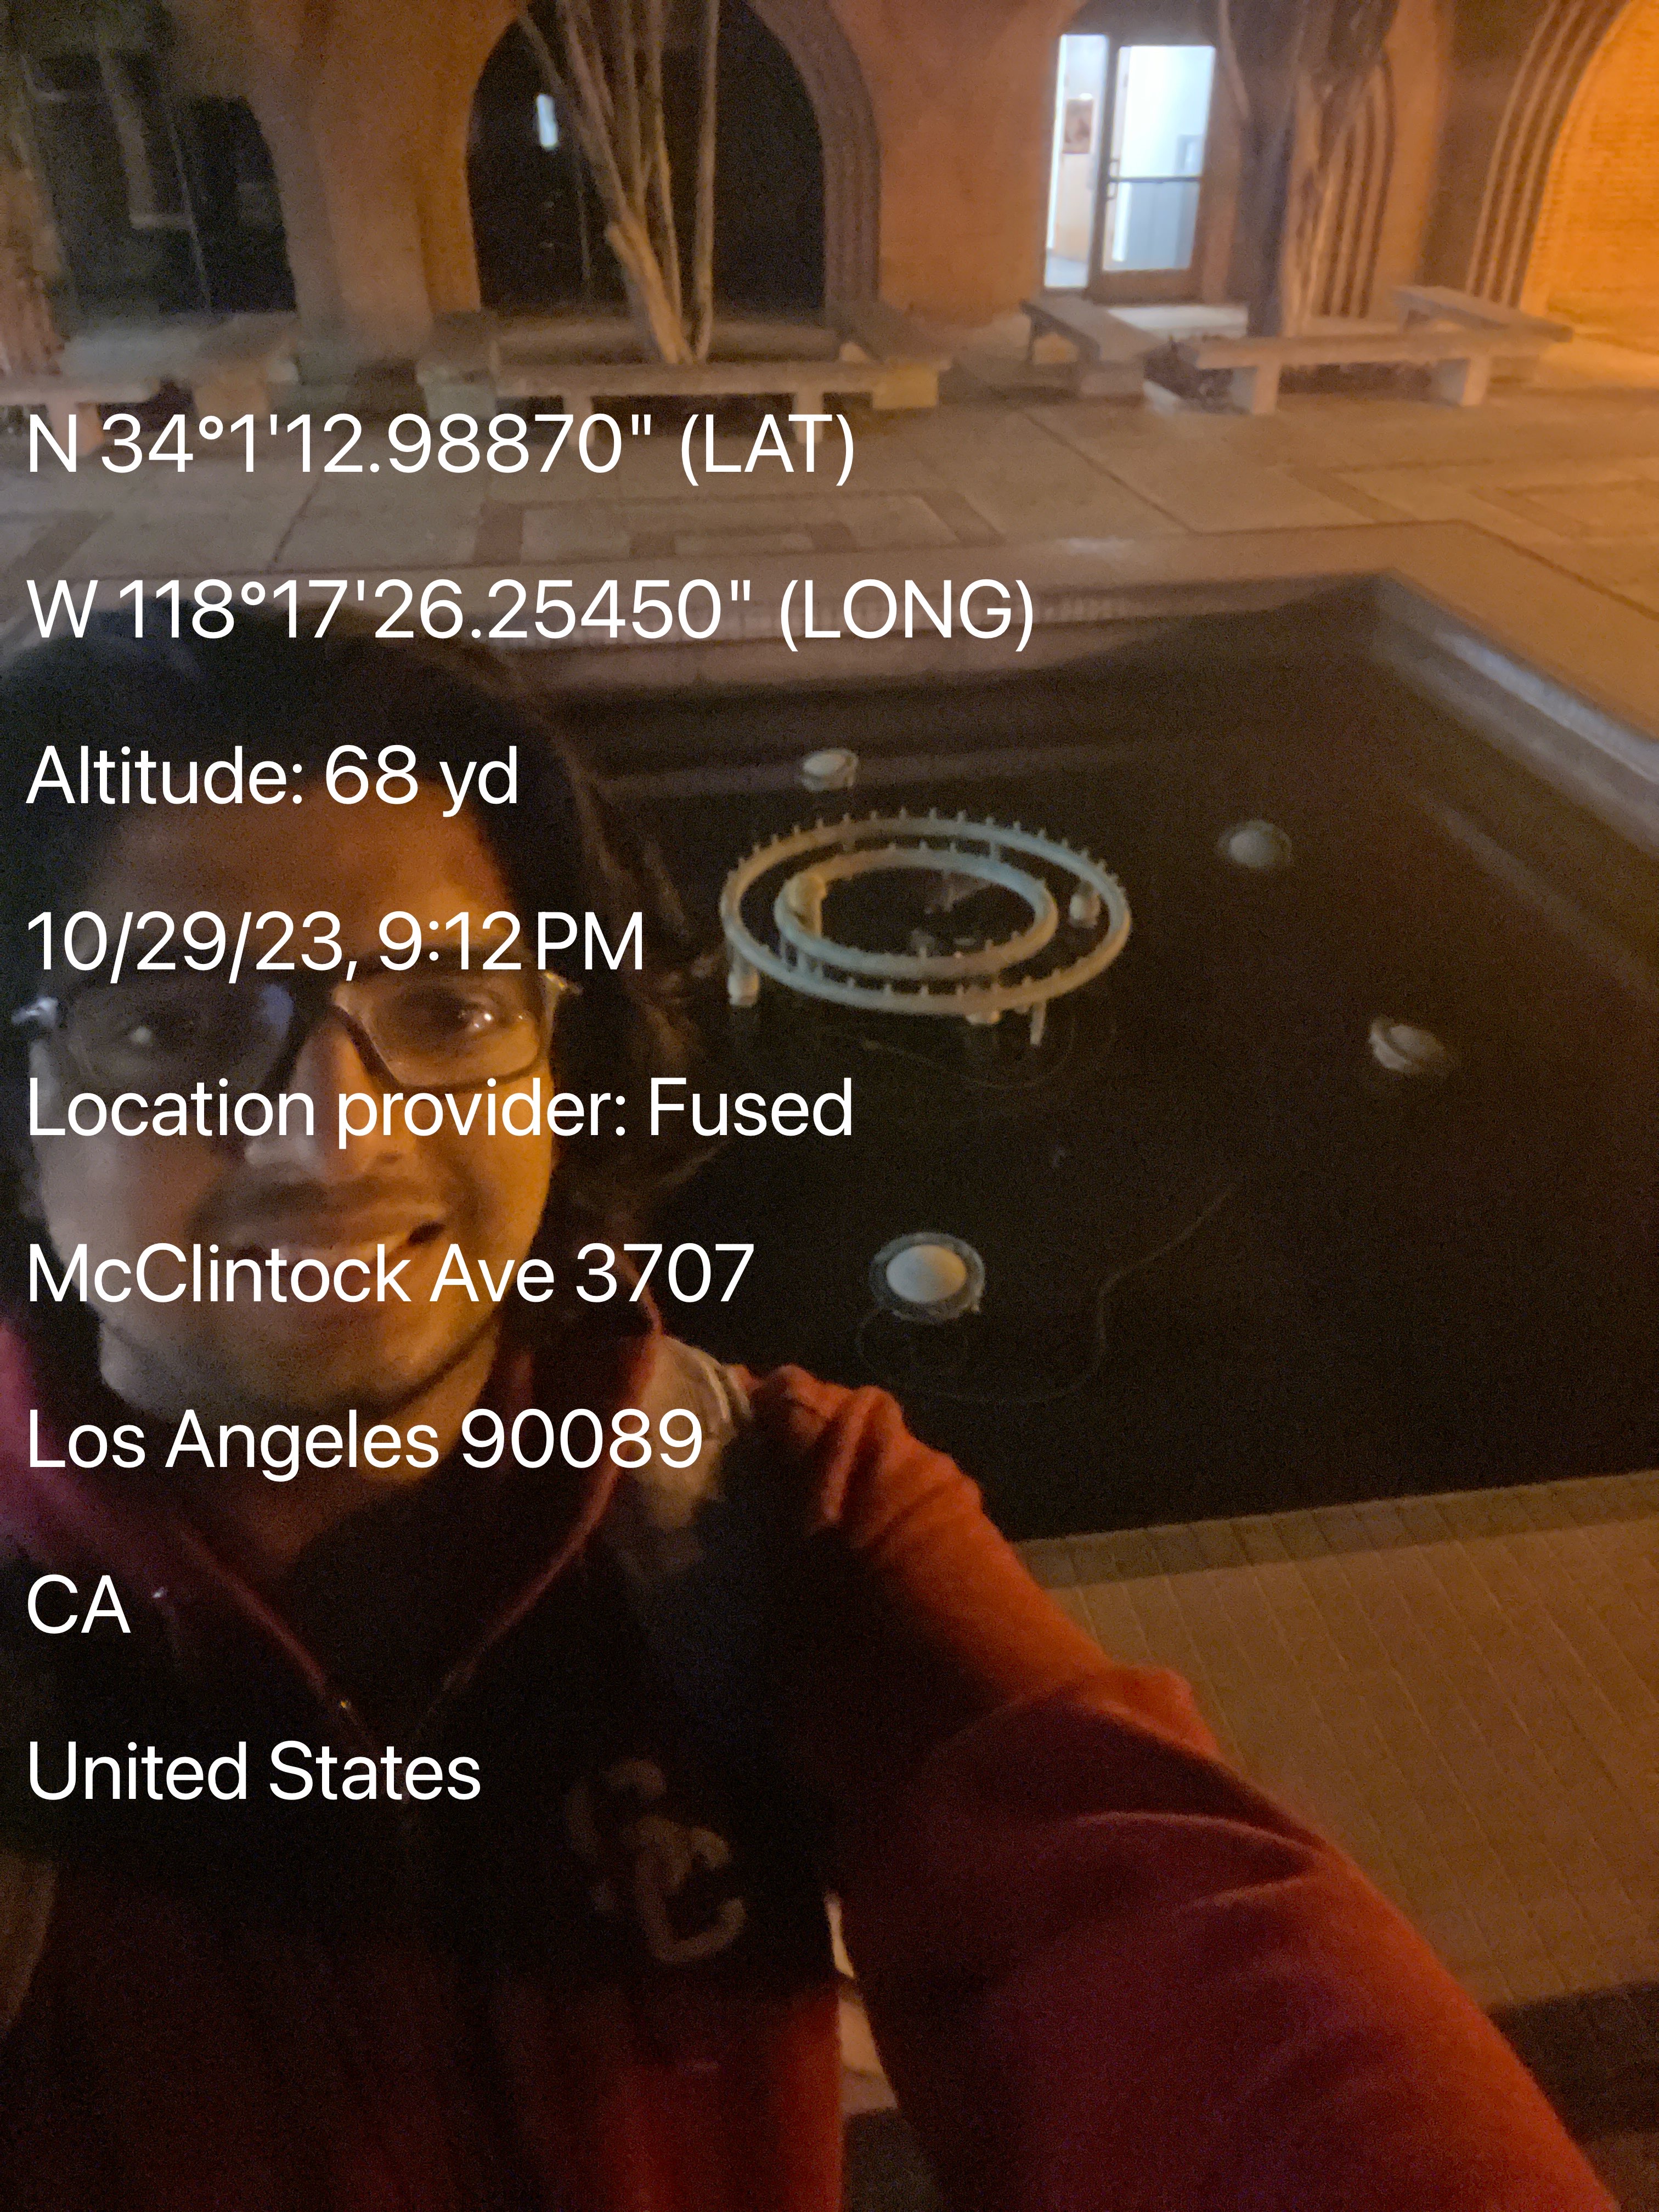 N 34°1'12.98870" (LAT)
W 118°17'26.25450" (LONG)
Altitude: 68 yd
10/29/23, 9:12 PM
Location provider: Fused
McClintock Ave 3707
Los Angeles 90089
CA
United States
SC